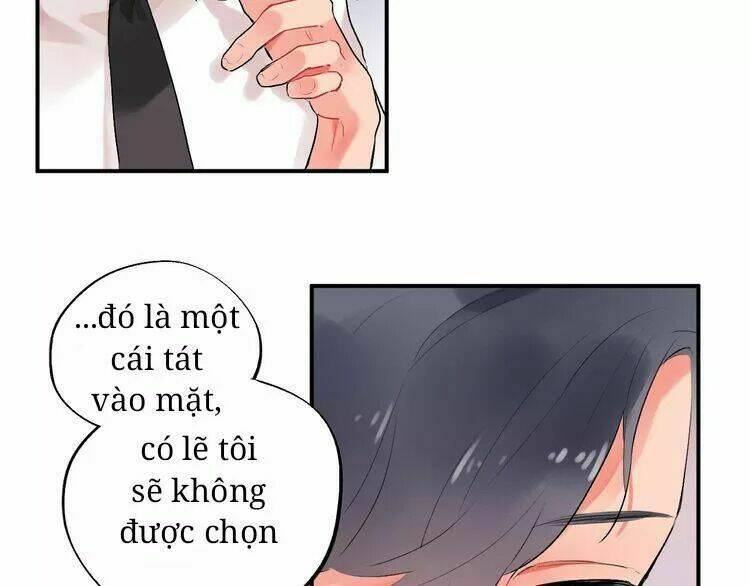 ...đó là một
cái tát
vào mặt,
có lẽ tôi
sẽ không
được chọn